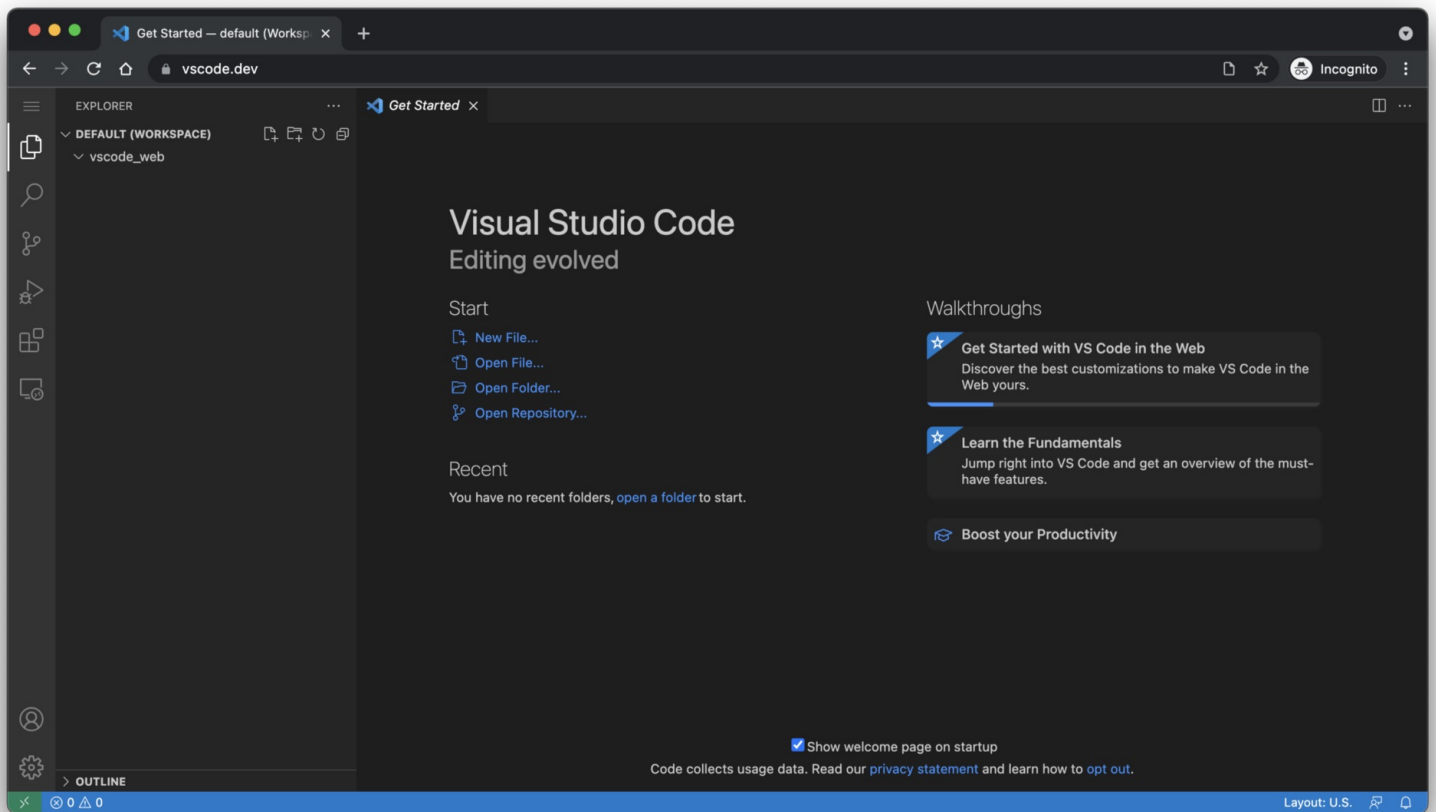 Get Started — default (Worksp
vscode.dev
Incognito
EXPLORER
Get Started
DEFAULT (WORKSPACE)
vscode_web
Visual Studio Code
Editing evolved
Start
New File...
Open File...
Open Folder...
Open Repository...
Recent
You have no recent folders, open a folder to start.
Walkthroughs
Get Started with VS Code in the Web
Discover the best customizations to make VS Code in the
Web yours.
Learn the Fundamentals
Jump right into VS Code and get an overview of the must-
have features.
Boost your Productivity
Show welcome page on startup
Code collects usage data. Read our privacy statement and learn how to opt out.
OUTLINE
0 0
Layout: U.S.